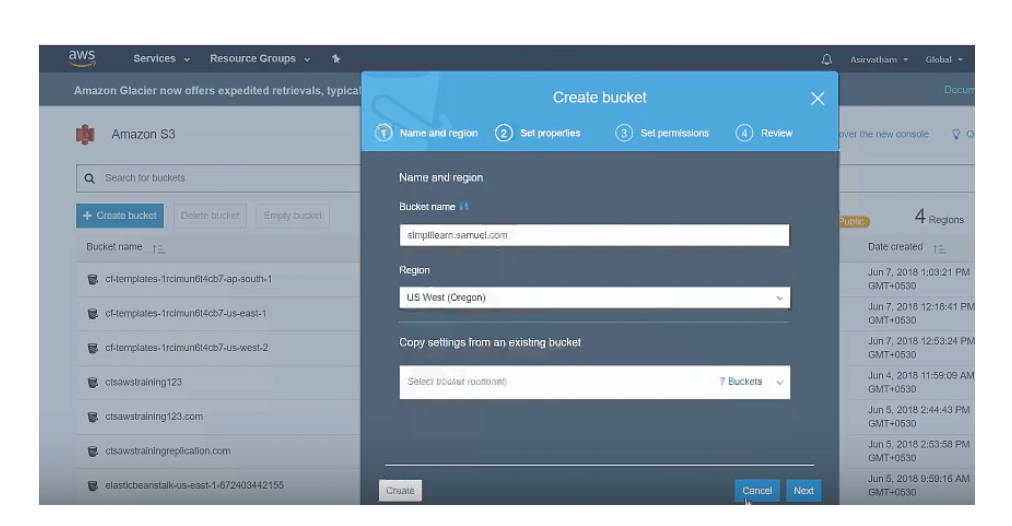 aws Services Resource Groups Asirvatham Global
Amazon Glacier now offers expedited retrievals, typical
Docum
Create bucket
1 Name and region 2 Set properties 3 Set permissions 4 Review
Amazon S3
over the new console Q
Search for buckets
Name and region
Bucket name
+ Create bucket Delete bucket Empty bucket
simplilearn.samuel.com
Public 4 Regions
Bucket name
Date created
Region
US West (Oregon)
cf-templates-1rcimun6t4cb7-ap-south-1
Jun 7, 2018 1:03:21 PM
GMT+0530
cf-templates-1rcimun6t4cb7-us-east-1
Jun 7, 2018 12:18:41 PM
GMT+0530
Copy settings from an existing bucket
cf-templates-1rcimun6t4cb7-us-west-2
Jun 7, 2018 12:53:24 PM
GMT+0530
Select bucket (optional) 7 Buckets
ctsawstraining123
Jun 4, 2018 11:59:09 AM
GMT+0530
ctsawstraining123.com
Jun 5, 2018 2:44:43 PM
GMT+0530
ctsawstrainingreplication.com
Jun 5, 2018 2:53:58 PM
GMT+0530
elasticbeanstalk-us-east-1-672403442155
Jun 5, 2018 9:59:16 AM
GMT+0530
Create Cancel Next